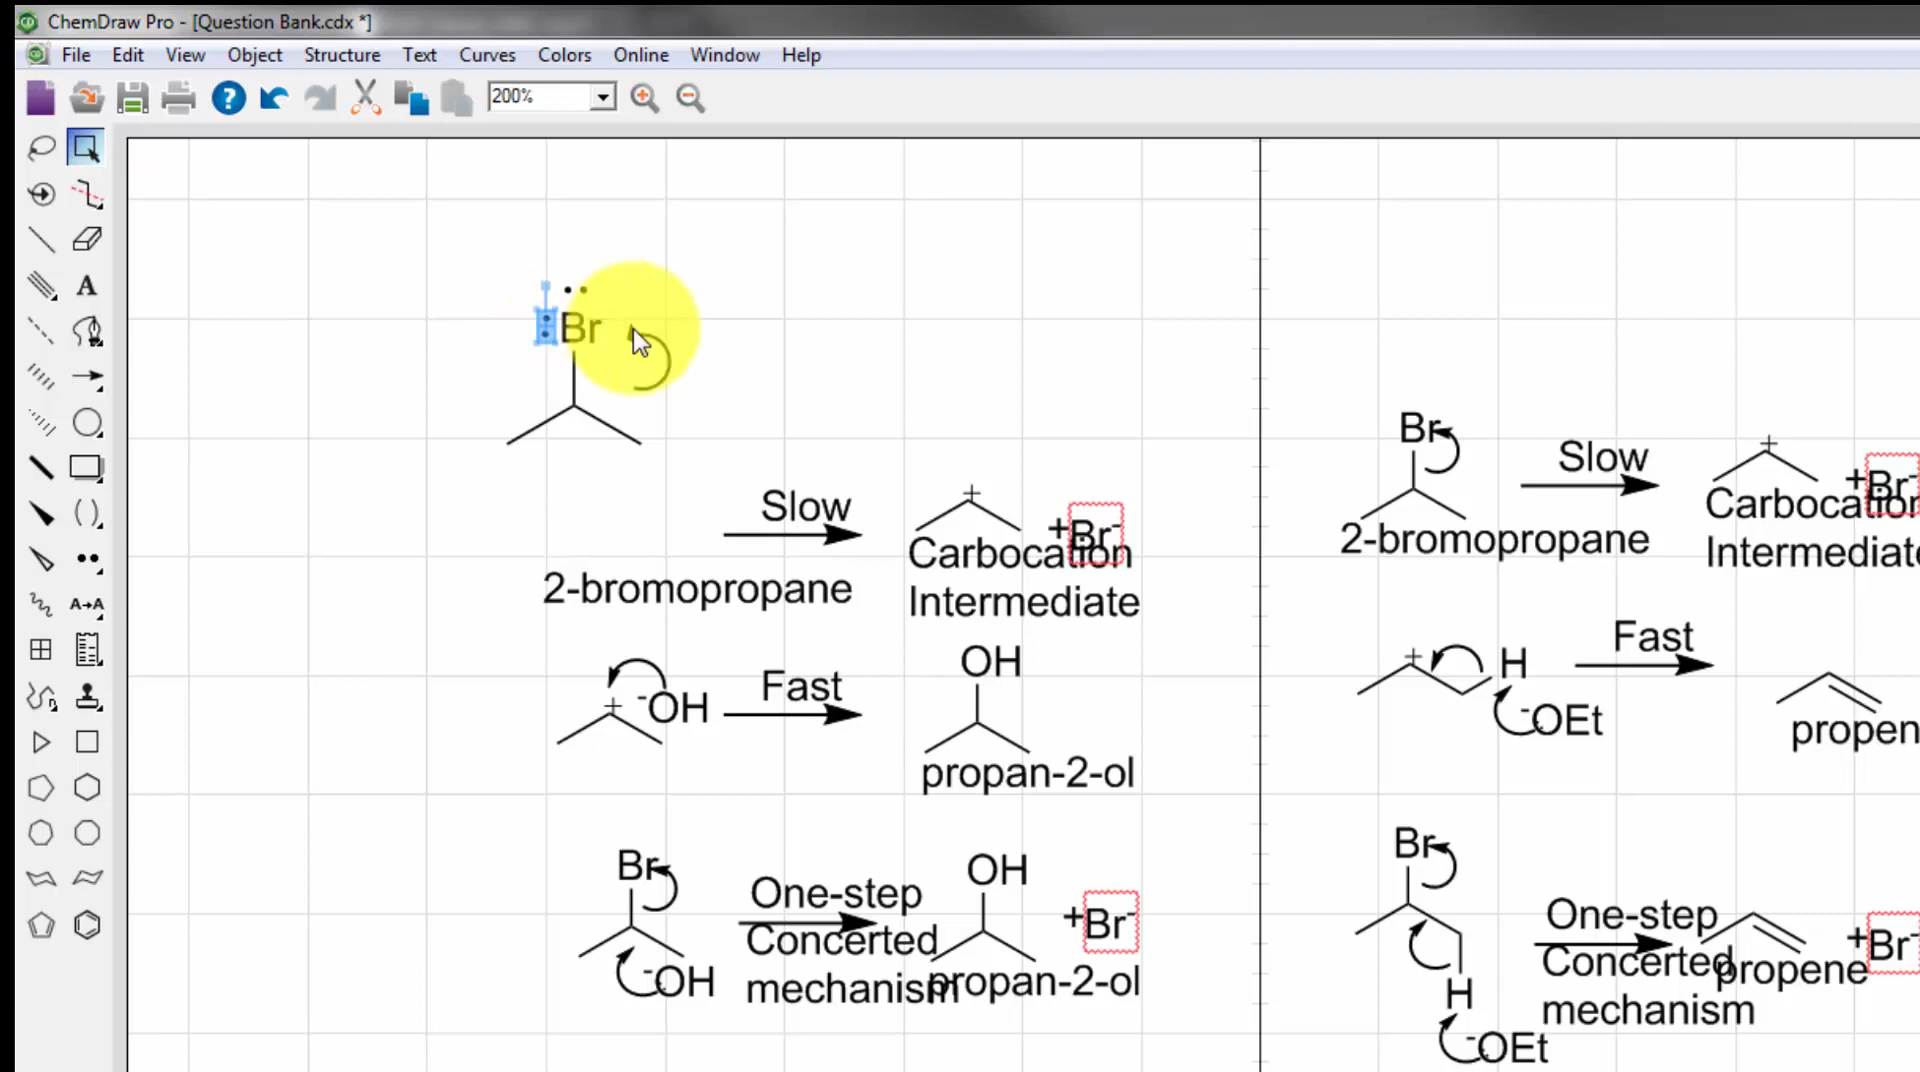 ChemDraw Pro - [Question Bank.cdx *]
File Edit View Object Structure Text Curves Colors Online Window Help
200%
A
A→A
Br
Br
Slow
+
+Br-
Carbocation
Intermediate
2-bromopropane
Slow
+
+Br-
Carbocation
Intermediate
2-bromopropane
+
-OH
Fast
OH
propan-2-ol
+
H
-OEt
Fast
propen
Br
-OH
One-step
Concerted
mechanism
OH
propan-2-ol
+Br-
Br
H
-OEt
One-step
Concerted
mechanism
propene
+Br-